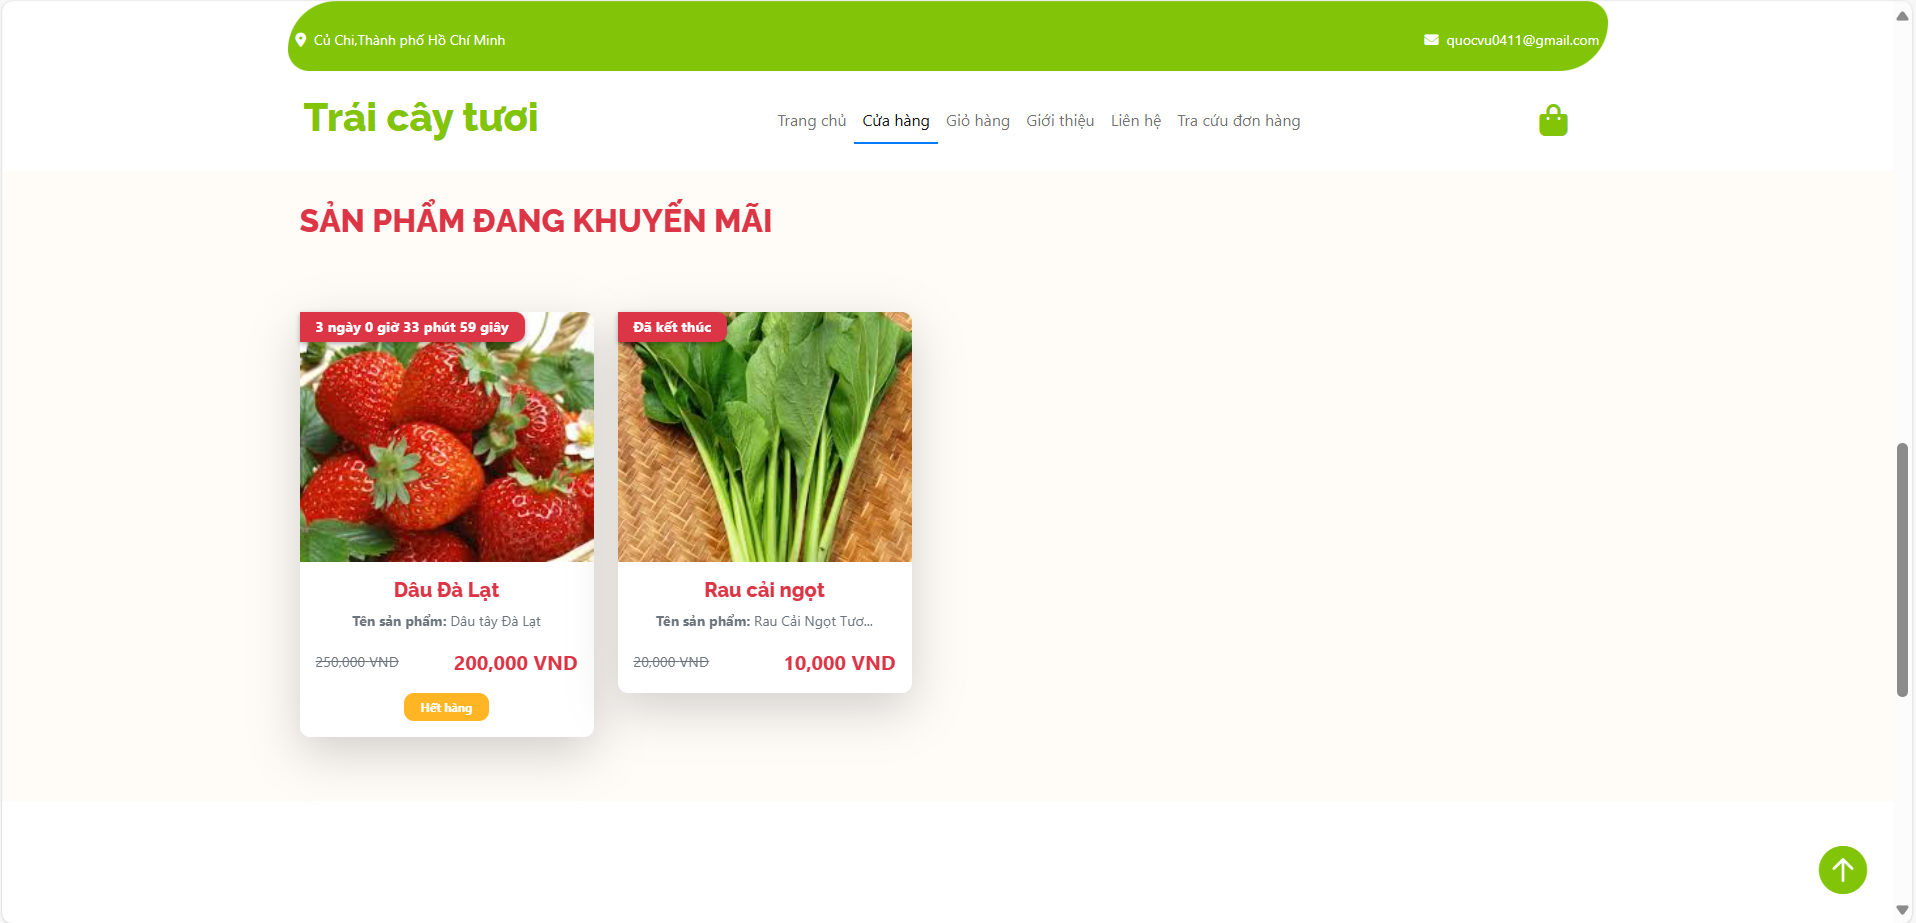 Củ Chi,Thành phố Hồ Chí Minh
quocvu0411@gmail.com
Trái cây tươi
Trang chủ
Cửa hàng
Giỏ hàng
Giới thiệu
Liên hệ
Tra cứu đơn hàng
SẢN PHẨM ĐANG KHUYẾN MÃI
3 ngày 0 giờ 33 phút 59 giây
Dâu Đà Lạt
Tên sản phẩm: Dâu tây Đà Lạt
250,000 VND
200,000 VND
Hết hàng
Đã kết thúc
Rau cải ngọt
Tên sản phẩm: Rau Cải Ngọt Tươ...
20,000 VND
10,000 VND